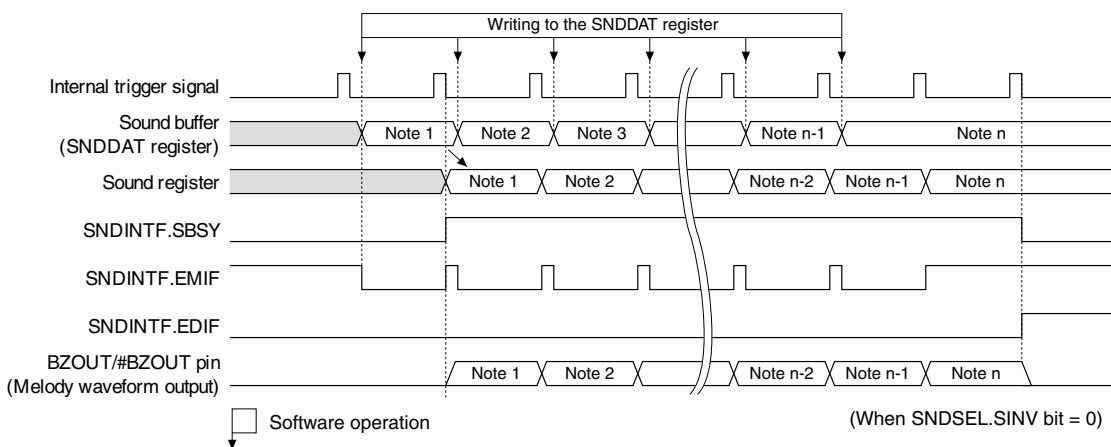 Writing to the SNDDAT register
Internal trigger signal
Sound buffer
(SNDDAT register)
Note 1 Note 2 Note 3 Note n-1 Note n
Sound register
Note 1 Note 2 Note n-2 Note n-1 Note n
SNDINTF.SBSY
SNDINTF.EMIF
SNDINTF.EDIF
BZOUT/#BZOUT pin
(Melody waveform output)
Note 1 Note 2 Note n-2 Note n-1 Note n
Software operation
(When SNDSEL.SINV bit = 0)